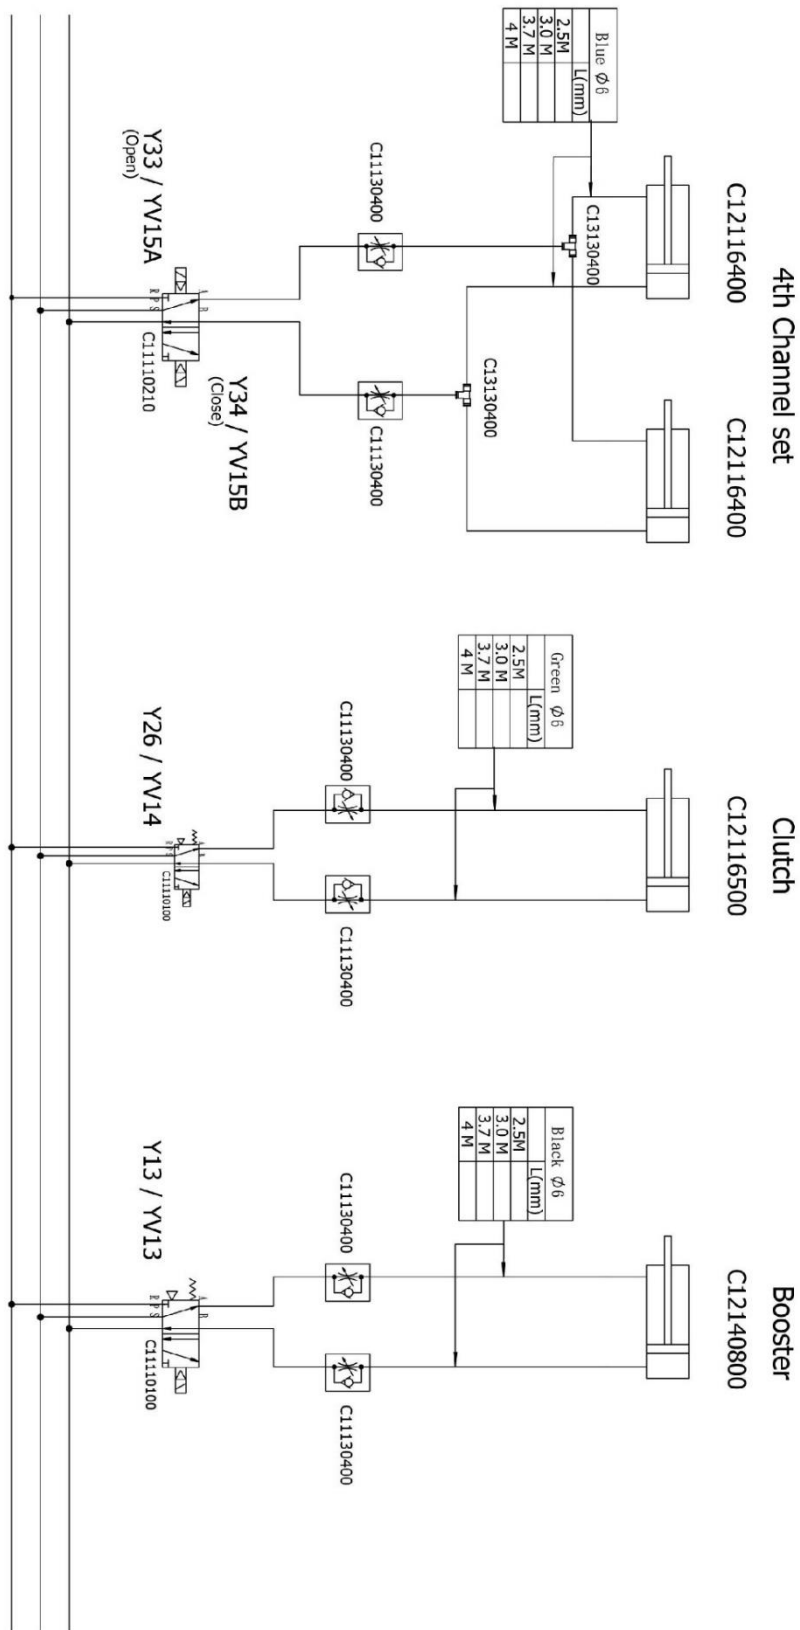 4th Channel set
C12116400
C12116400
Blue Ø6
L(mm)
2.5M
3.0 M
3.7 M
4 M
C13130400
C13130400
C11130400
C11130400
Y33 / YV15A
(Open)
Y34 / YV15B
(Close)
A B
R P S
C11110210
Clutch
C12116500
Green Ø6
L(mm)
2.5M
3.0 M
3.7 M
4 M
C11130400
C11130400
Y26 / YV14
R P S
C11110100
Booster
C12140800
Black Ø6
L(mm)
2.5M
3.0 M
3.7 M
4 M
C11130400
C11130400
Y13 / YV13
A B
R P S
C11110100